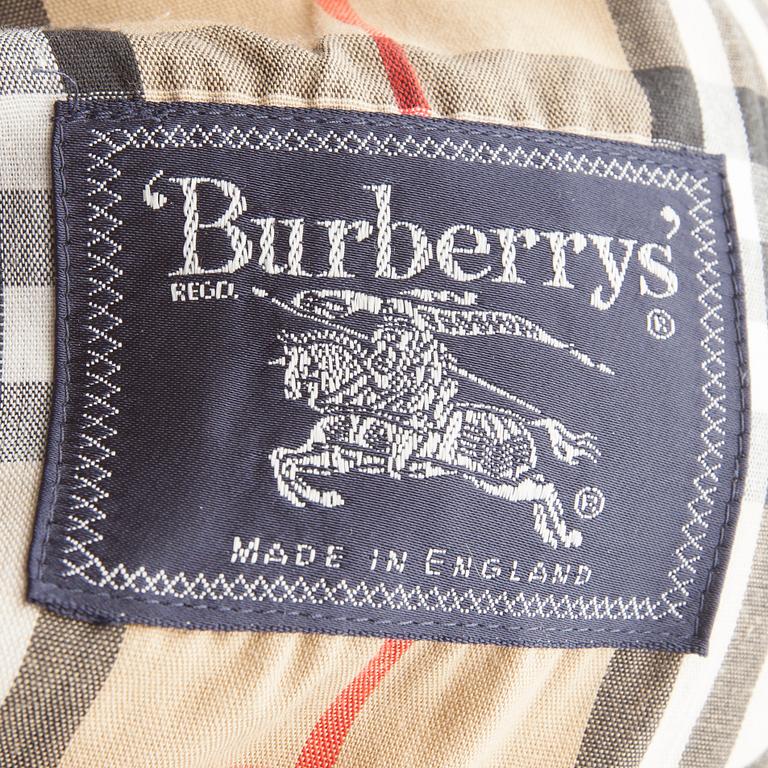 'Burberrys'
REGD. ®
®
MADE IN ENGLAND